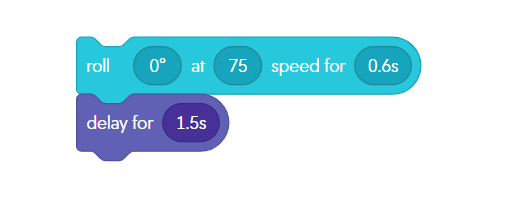 roll 0° at 75 speed for 0.6s
delay for 1.5s